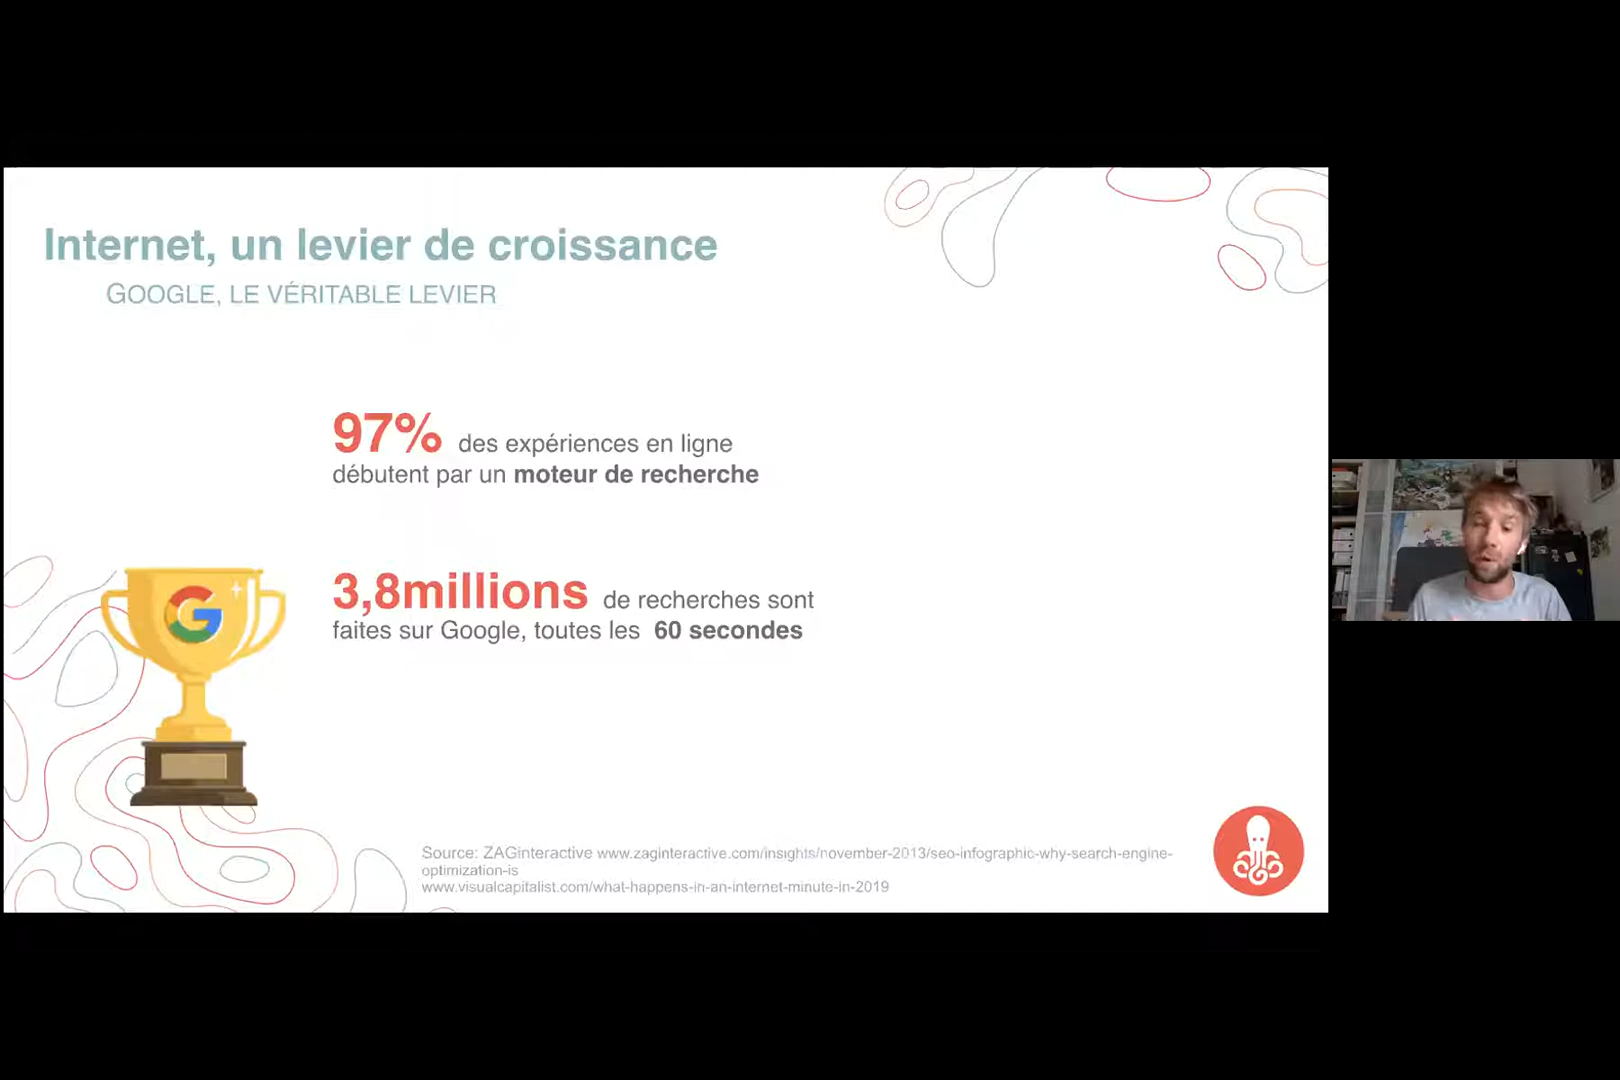 Internet, un levier de croissance
GOOGLE, LE VÉRITABLE LEVIER
97% des expériences en ligne
débutent par un moteur de recherche
3,8millions de recherches sont
faites sur Google, toutes les 60 secondes
Source: ZAGinteractive www.zaginteractive.com/insights/november-2013/seo-infographic-why-search-engine-
optimization-is
www.visualcapitalist.com/what-happens-in-an-internet-minute-in-2019